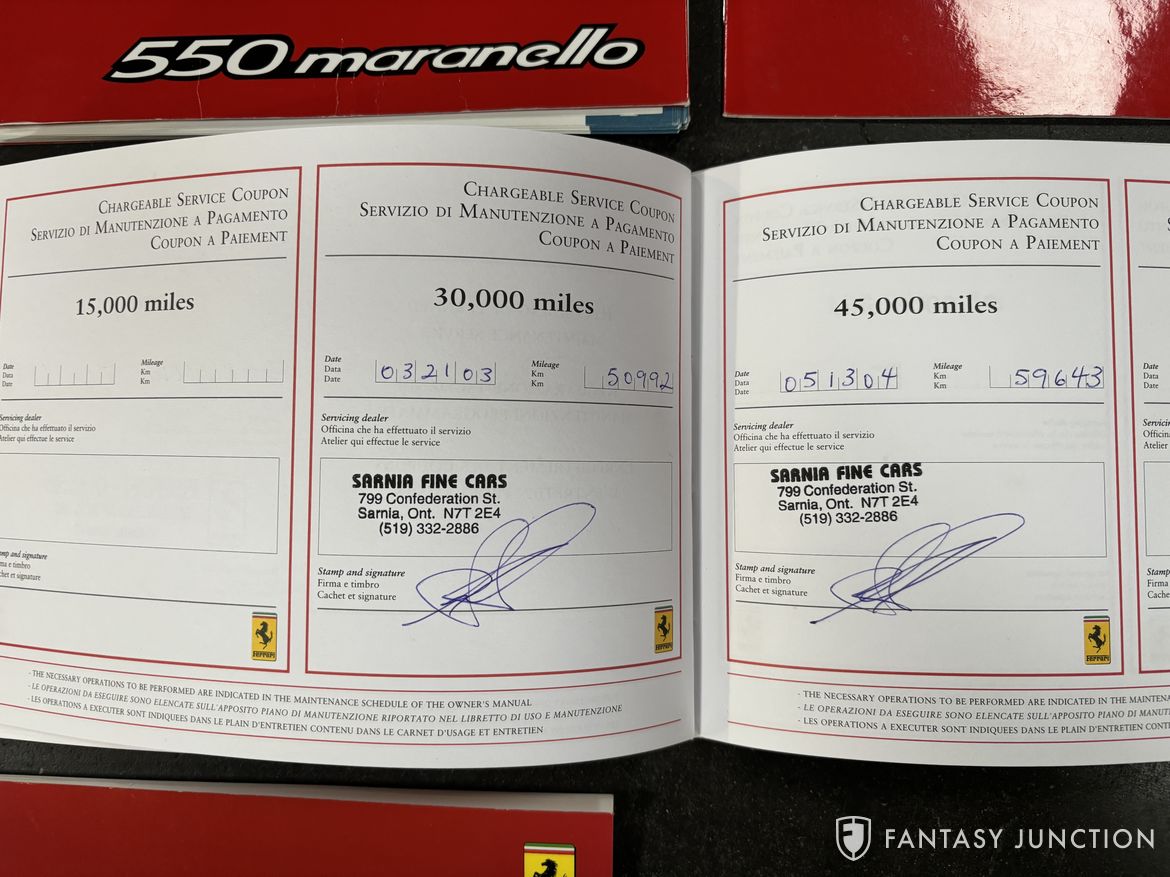 550 maranello
CHARGEABLE SERVICE COUPON
SERVIZIO DI MANUTENZIONE A PAGAMENTO
COUPON A PAIEMENT
15,000 miles
Date
Data
Date
Mileage
Km
Km
Servicing dealer
Officina che ha effettuato il servizio
Atelier qui effectue le service
CHARGEABLE SERVICE COUPON
SERVIZIO DI MANUTENZIONE A PAGAMENTO
COUPON A PAIEMENT
30,000 miles
Date
Data
Date
032103
Mileage
Km
Km
50992
Servicing dealer
Officina che ha effettuato il servizio
Atelier qui effectue le service
SARNIA FINE CARS
799 Confederation St.
Sarnia, Ont. N7T 2E4
(519) 332-2886
Stamp and signature
Firma e timbro
Cachet et signature
Ferrari
- THE NECESSARY OPERATIONS TO BE PERFORMED ARE INDICATED IN THE MAINTENANCE SCHEDULE OF THE OWNER'S MANUAL
- LE OPERAZIONI DA ESEGUIRE SONO ELENCATE SULL'APPOSITO PIANO DI MANUTENZIONE RIPORTATO NEL LIBRETTO DI USO E MANUTENZIONE
- LES OPERATIONS A EXECUTER SONT INDIQUEES DANS LE PLAIN D'ENTRETIEN CONTENU DANS LE CARNET D'USAGE ET ENTRETIEN
CHARGEABLE SERVICE COUPON
SERVIZIO DI MANUTENZIONE A PAGAMENTO
COUPON A PAIEMENT
45,000 miles
Date
Data
Date
051304
Mileage
Km
Km
59643
Servicing dealer
Officina che ha effettuato il servizio
Atelier qui effectue le service
SARNIA FINE CARS
799 Confederation St.
Sarnia, Ont. N7T 2E4
(519) 332-2886
Stamp and signature
Firma e timbro
Cachet et signature
Ferrari
- THE NECESSARY OPERATIONS TO BE PERFORMED ARE INDICATED IN THE
- LE OPERAZIONI DA ESEGUIRE SONO ELENCATE SULL'APPOSITO PIANO DI
- LES OPERATIONS A EXECUTER SONT INDIQUEES DANS LE PLAIN D'ENTRETIEN
FANTASY JUNCTION